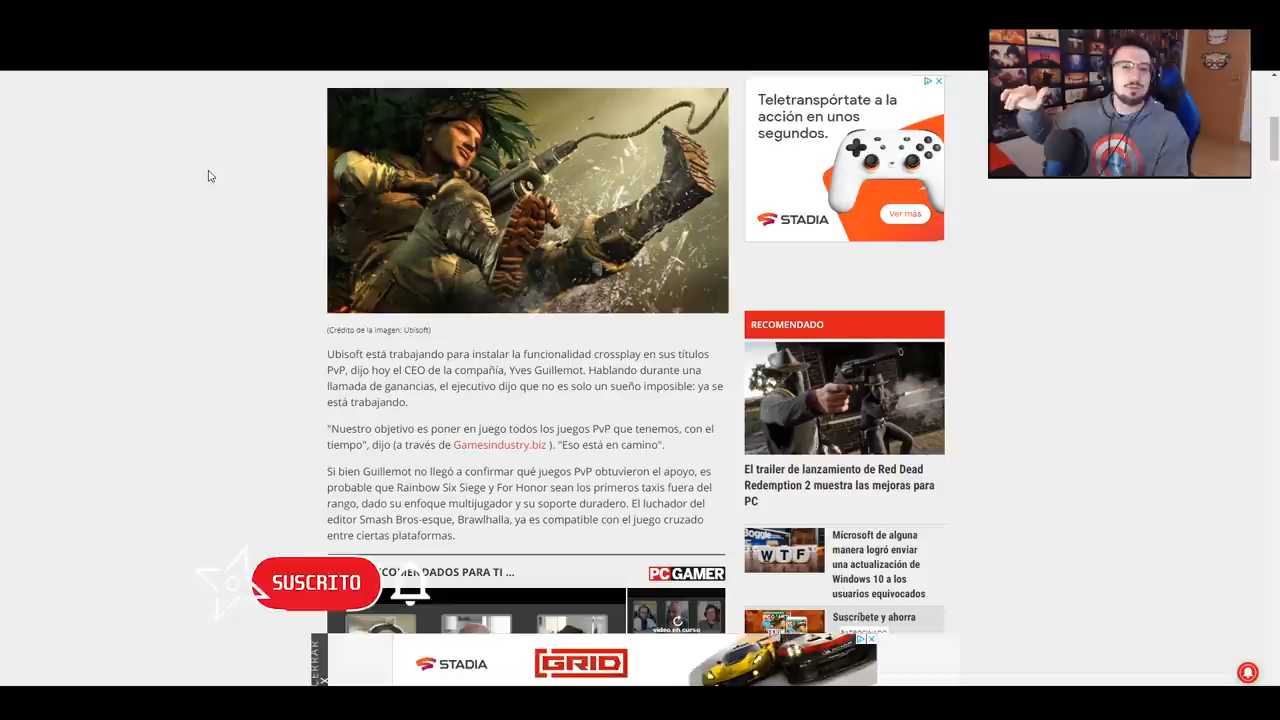 Teletranspórtate a la
acción en unos
segundos.
STADIA
Ver más
(Crédito de la imagen: Ubisoft)
Ubisoft está trabajando para instalar la funcionalidad crossplay en sus títulos
PvP, dijo hoy el CEO de la compañía, Yves Guillemot. Hablando durante una
llamada de ganancias, el ejecutivo dijo que no es solo un sueño imposible: ya se
está trabajando.
"Nuestro objetivo es poner en juego todos los juegos PvP que tenemos, con el
tiempo", dijo (a través de Gamesindustry.biz ). "Eso está en camino".
Si bien Guillemot no llegó a confirmar qué juegos PvP obtuvieron el apoyo, es
probable que Rainbow Six Siege y For Honor sean los primeros taxis fuera del
rango, dado su enfoque multijugador y su soporte duradero. El luchador del
editor Smash Bros-esque, Brawlhalla, ya es compatible con el juego cruzado
entre ciertas plataformas.
RECOMENDADO
El trailer de lanzamiento de Red Dead
Redemption 2 muestra las mejoras para
PC
Boggle
WTF
Microsoft de alguna
manera logró enviar
una actualización de
Windows 10 a los
usuarios equivocados
Suscríbete y ahorra
SUSCRITO
RECOMENDADOS PARA TI ...
PC GAMER
video en curso
CERRAR
X
STADIA
GRID